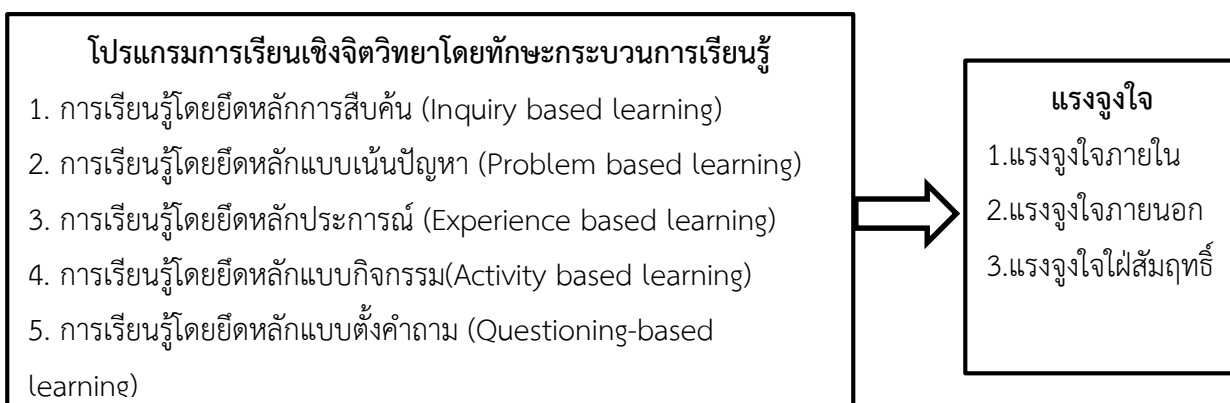 โปรแกรมการเรียนเชิงจิตวิทยาโดยทักษะกระบวนการเรียนรู้
1. การเรียนรู้โดยยึดหลักการสืบค้น (Inquiry based learning)
2. การเรียนรู้โดยยึดหลักแบบเน้นปัญหา (Problem based learning)
3. การเรียนรู้โดยยึดหลักประการณ์ (Experience based learning)
4. การเรียนรู้โดยยึดหลักแบบกิจกรรม(Activity based learning)
5. การเรียนรู้โดยยึดหลักแบบตั้งคำถาม (Questioning-based
learning)
แรงจูงใจ
1.แรงจูงใจภายใน
2.แรงจูงใจภายนอก
3.แรงจูงใจใฝ่สัมฤทธิ์